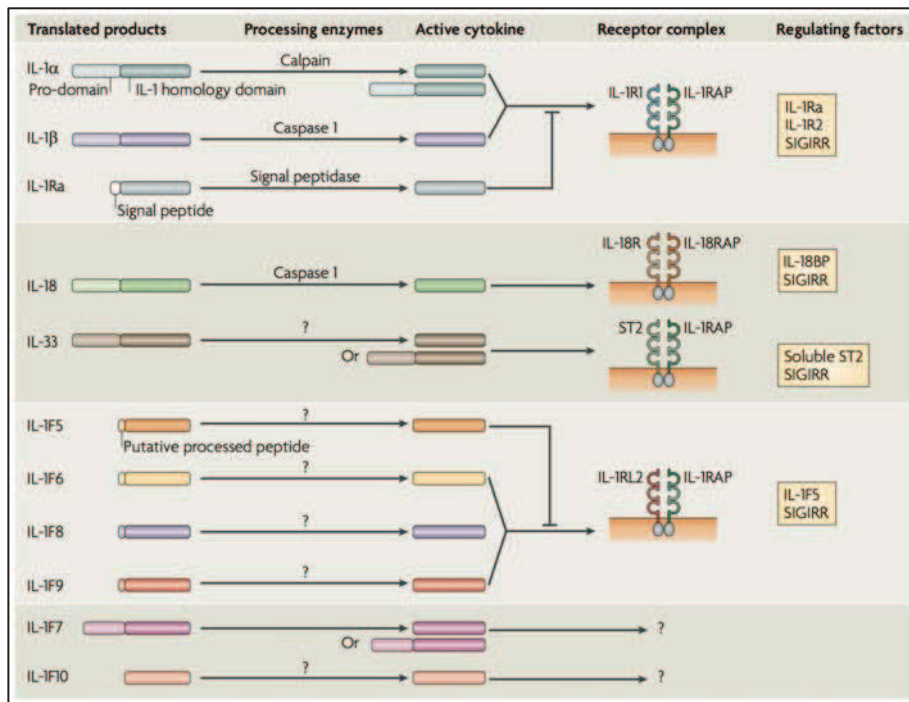 Translated products Processing enzymes Active cytokine Receptor complex Regulating factors
IL-1α Calpain
Pro-domain IL-1 homology domain
IL-1R1 IL-1RAP
IL-1Ra
IL-1R2
SIGIRR
IL-1β Caspase 1
IL-1Ra Signal peptidase
Signal peptide
IL-18R IL-18RAP
IL-18 Caspase 1
IL-18BP
SIGIRR
IL-33 ?
Or
ST2 IL-1RAP
Soluble ST2
SIGIRR
IL-1F5 ?
Putative processed peptide
IL-1F6 ?
IL-1RL2 IL-1RAP
IL-1F5
SIGIRR
IL-1F8 ?
IL-1F9 ?
IL-1F7 ?
Or
IL-1F10 ? ?